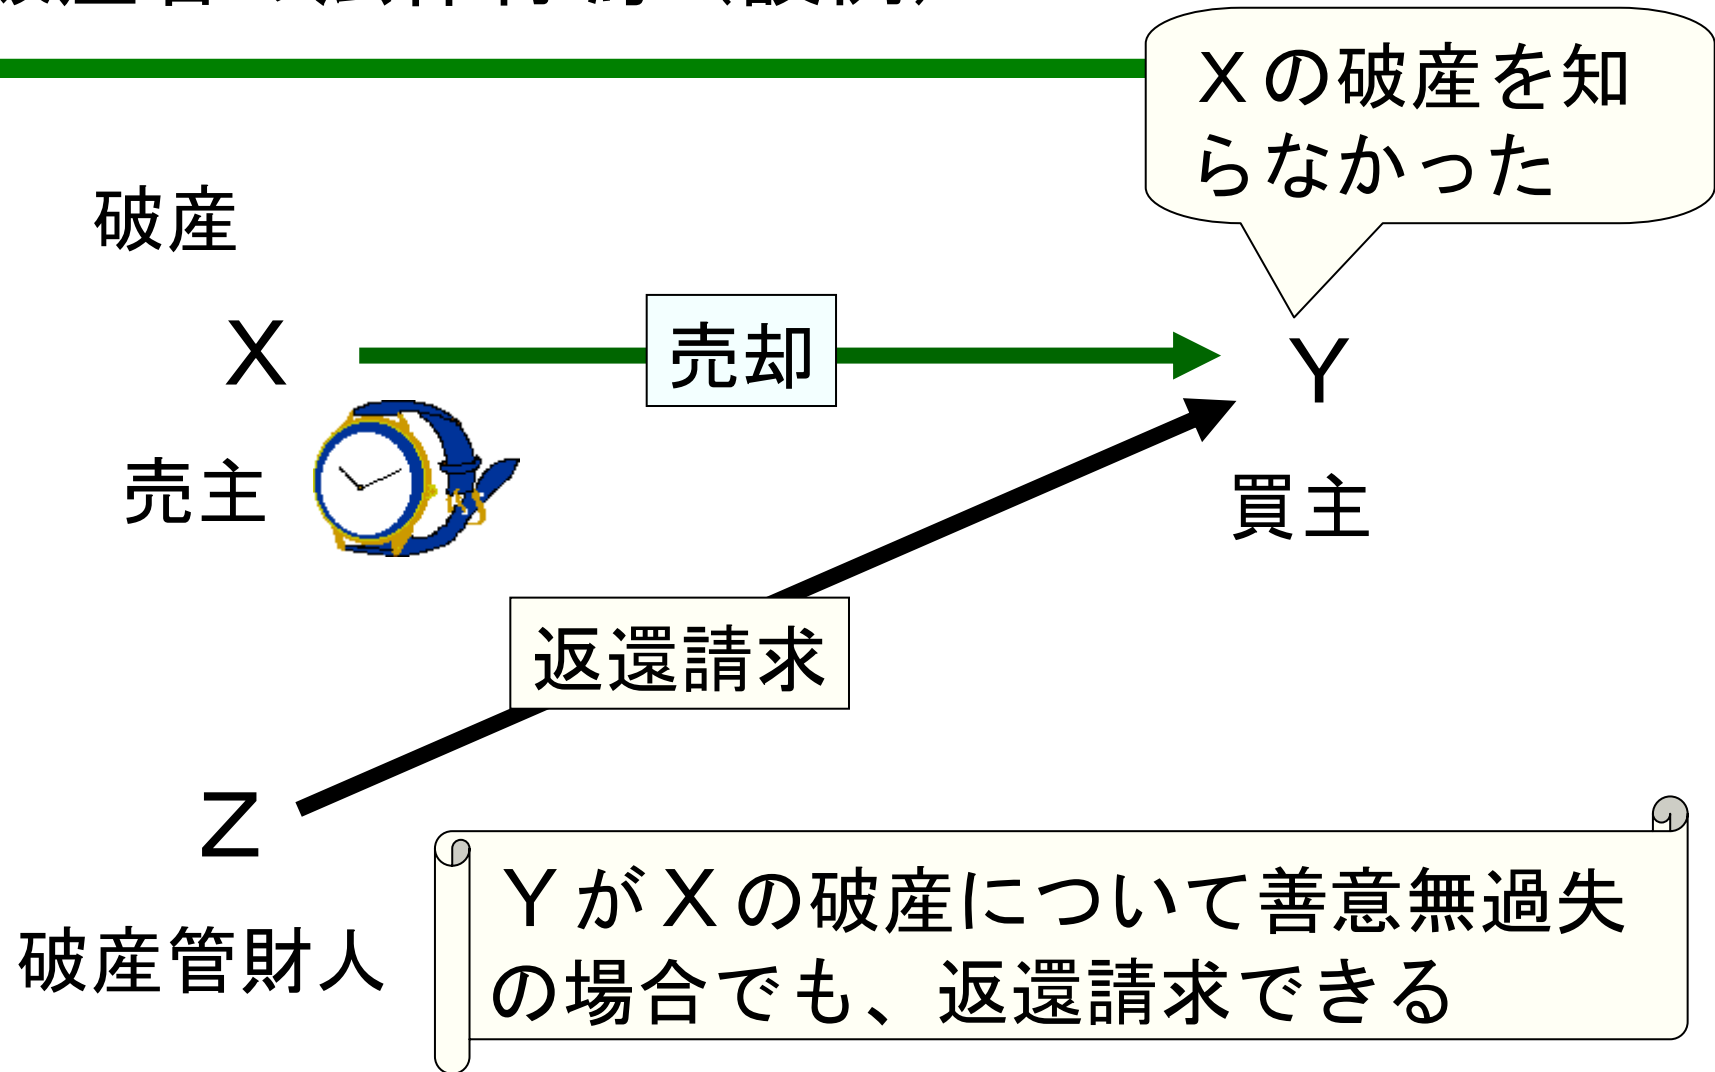 Xの破産を知
らなかった
破産
X
売却
Y
売主
買主
返還請求
Z
破産管財人
YがXの破産について善意無過失
の場合でも、返還請求できる